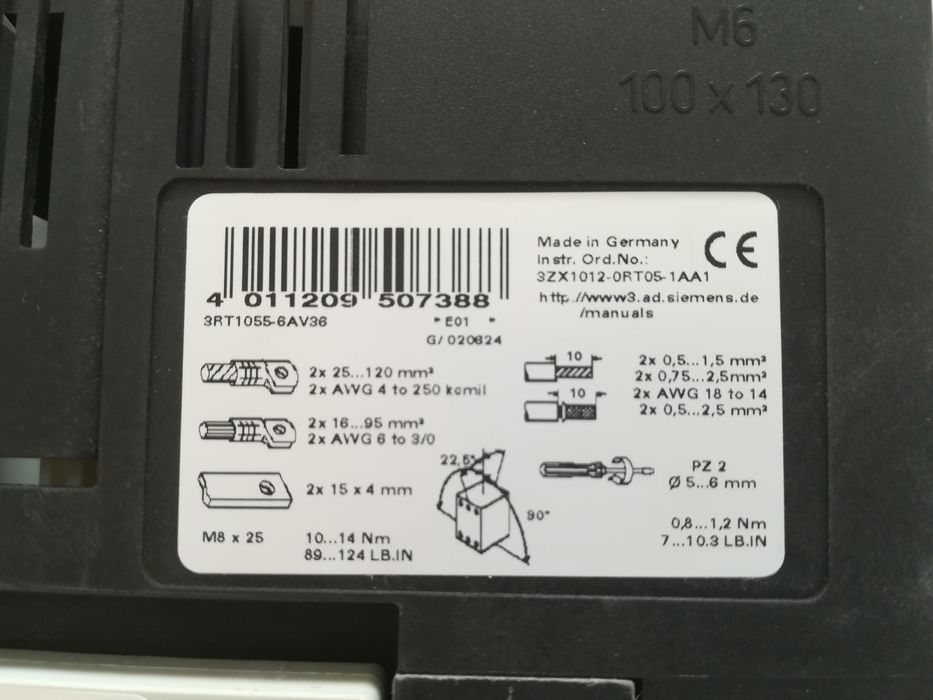 M6
100 x 130
Made in Germany
Instr. Ord.No.:
3ZX1012-0RT05-1AA1
http.//www3.ad.siemens.de
/manuals
CE
4 011209 507388
3RT1055-6AV36
* E01 *
G/ 020624
2x 25...120 mm²
2x AWG 4 to 250 kcmil
2x 16...95 mm²
2x AWG 6 to 3/0
2x 15 x 4 mm
M8 x 25
10...14 Nm
89...124 LB.IN
22,5°
90°
10
10
2x 0,5...1,5 mm²
2x 0,75...2,5mm²
2x AWG 18 to 14
2x 0,5...2,5 mm²
PZ 2
Ø 5...6 mm
0,8...1,2 Nm
7...10.3 LB.IN